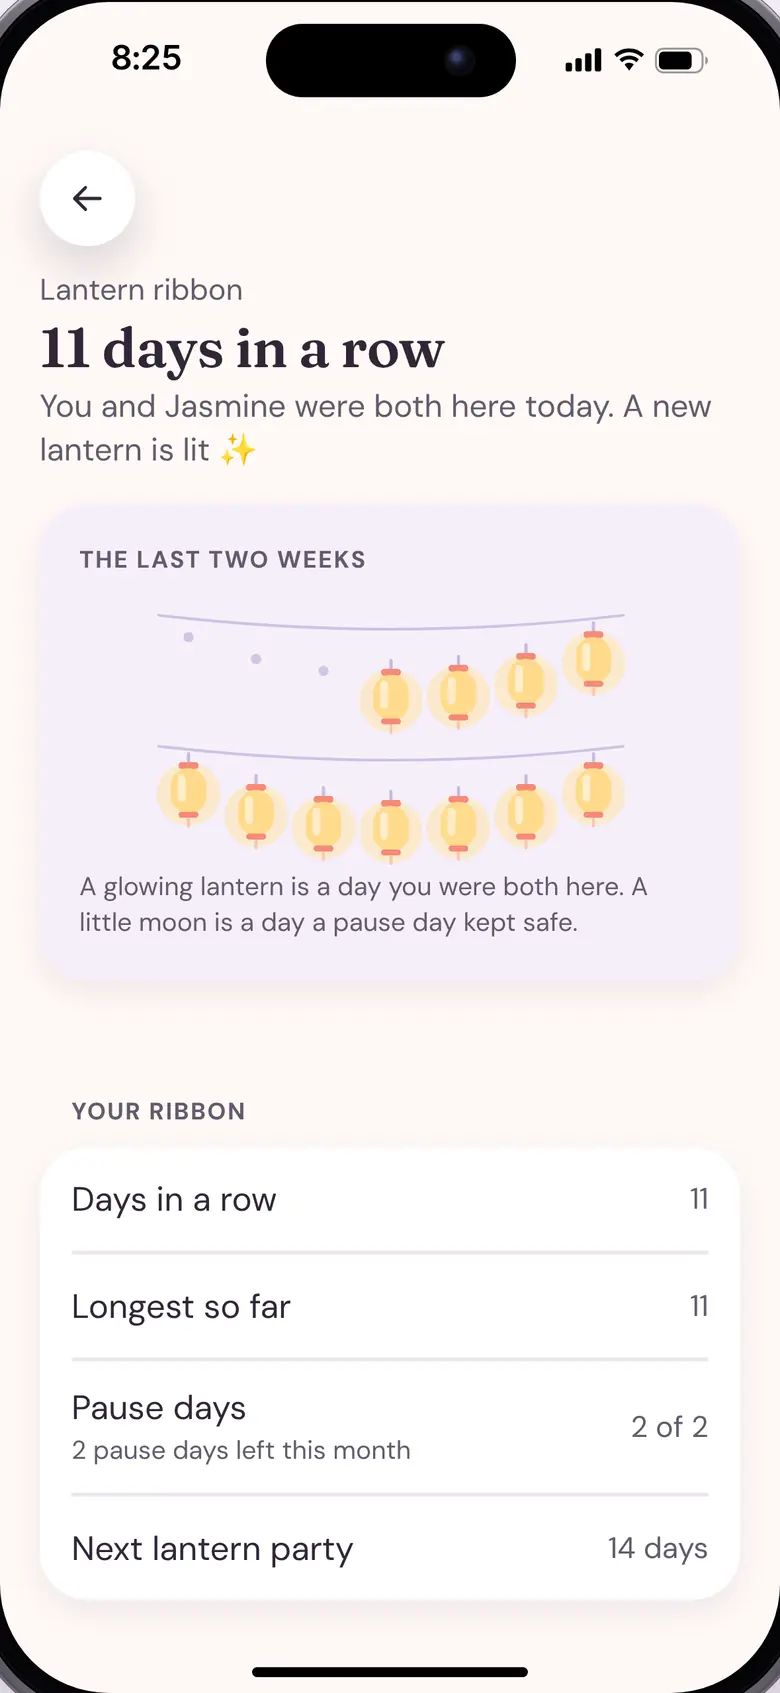 8:25
Lantern ribbon
11 days in a row
You and Jasmine were both here today. A new
lantern is lit ✨
THE LAST TWO WEEKS
A glowing lantern is a day you were both here. A
little moon is a day a pause day kept safe.
YOUR RIBBON
Days in a row 11
Longest so far 11
Pause days 2 of 2
2 pause days left this month
Next lantern party 14 days